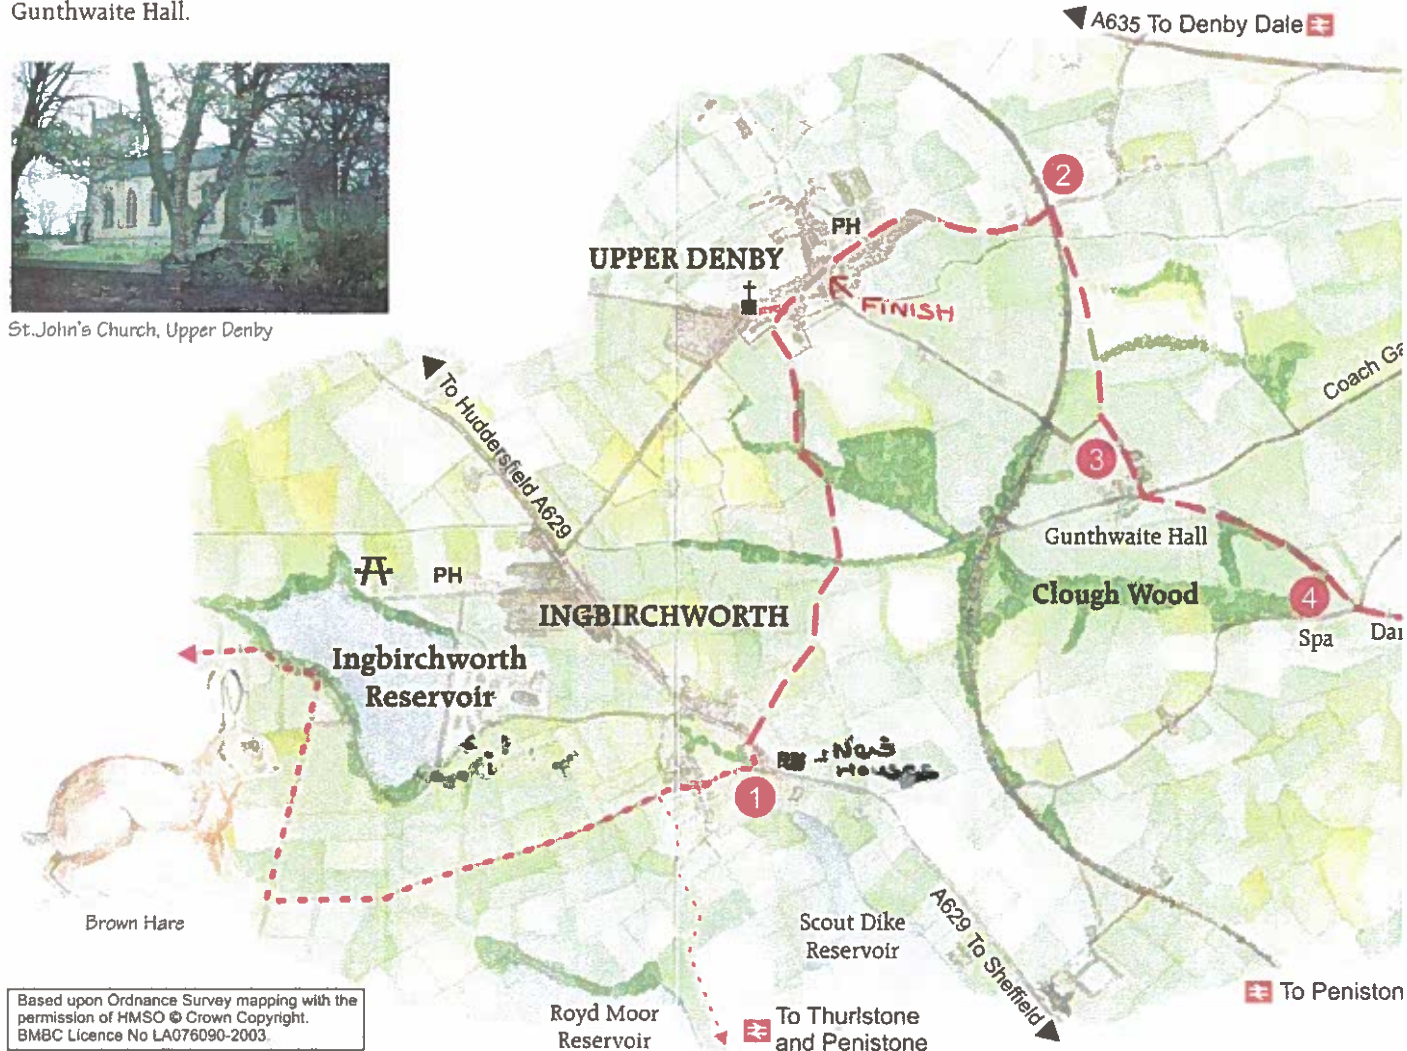 Gunthwaite Hall.
A635 To Denby Dale
St.John's Church, Upper Denby
2
PH
UPPER DENBY
FINISH
To Huddersfield A629
Coach
3
Gunthwaite Hall
Clough Wood
4
Spa
PH
INGBIRCHWORTH
Ingbirchworth
Reservoir
1
Houses
Brown Hare
Scout Dike
Reservoir
A629 To Sheffield
Royd Moor
Reservoir
To Thurlstone
and Penistone
To Peniston
Based upon Ordnance Survey mapping with the
permission of HMSO © Crown Copyright.
BMBC Licence No LA076090-2003.